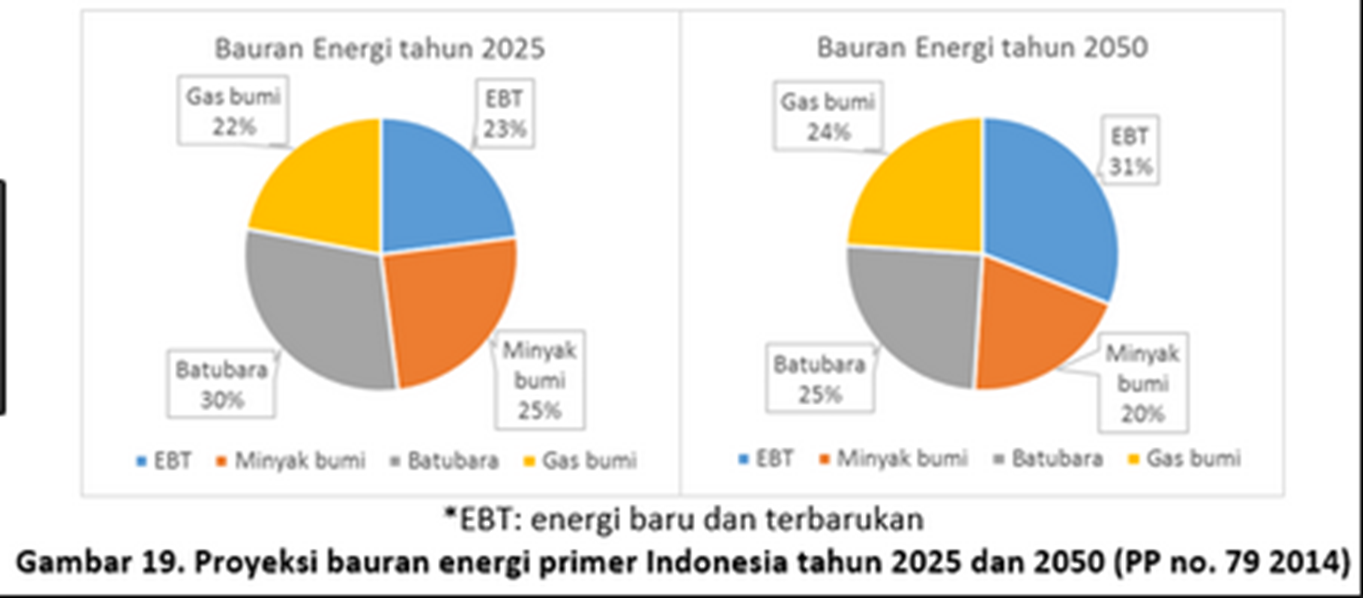 Bauran Energi tahun 2025
Gas bumi
22%
EBT
23%
Batubara
30%
Minyak
bumi
25%
EBT Minyak bumi Batubara Gas bumi
Bauran Energi tahun 2050
Gas bumi
24%
EBT
31%
Batubara
25%
Minyak
bumi
20%
EBT Minyak bumi Batubara Gas bumi
*EBT: energi baru dan terbarukan
Gambar 19. Proyeksi bauran energi primer Indonesia tahun 2025 dan 2050 (PP no. 79 2014)